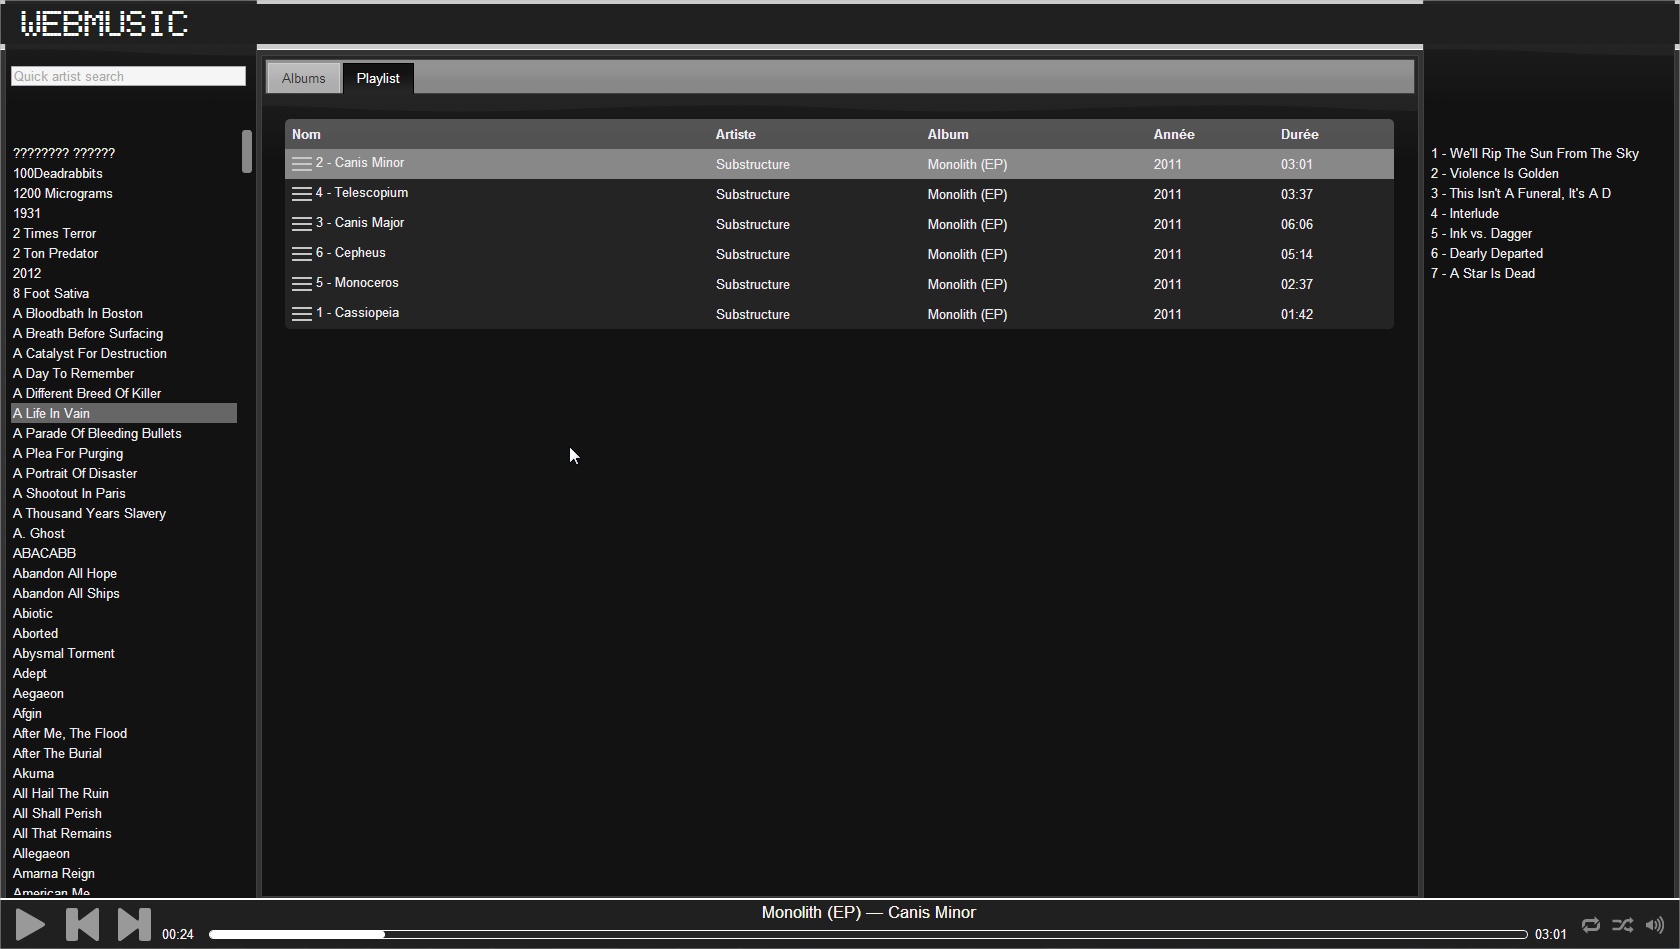 WEBMUSIC
Quick artist search
???????? ??????
100Deadrabbits
1200 Micrograms
1931
2 Times Terror
2 Ton Predator
2012
8 Foot Sativa
A Bloodbath In Boston
A Breath Before Surfacing
A Catalyst For Destruction
A Day To Remember
A Different Breed Of Killer
A Life In Vain
A Parade Of Bleeding Bullets
A Plea For Purging
A Portrait Of Disaster
A Shootout In Paris
A Thousand Years Slavery
A. Ghost
ABACABB
Abandon All Hope
Abandon All Ships
Abiotic
Aborted
Abysmal Torment
Adept
Aegaeon
Afgin
After Me, The Flood
After The Burial
Akuma
All Hail The Ruin
All Shall Perish
All That Remains
Allegaeon
Amarna Reign
American Me
Albums Playlist
Nom Artiste Album Année Durée
2 - Canis Minor Substructure Monolith (EP) 2011 03:01
4 - Telescopium Substructure Monolith (EP) 2011 03:37
3 - Canis Major Substructure Monolith (EP) 2011 06:06
6 - Cepheus Substructure Monolith (EP) 2011 05:14
5 - Monoceros Substructure Monolith (EP) 2011 02:37
1 - Cassiopeia Substructure Monolith (EP) 2011 01:42
1 - We'll Rip The Sun From The Sky
2 - Violence Is Golden
3 - This Isn't A Funeral, It's A D
4 - Interlude
5 - Ink vs. Dagger
6 - Dearly Departed
7 - A Star Is Dead
Monolith (EP) — Canis Minor
00:24 03:01